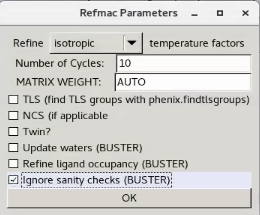 Refmac Parameters
Refine isotropic temperature factors
Number of Cycles: 10
MATRIX WEIGHT: AUTO
TLS (find TLS groups with phenix.findtlsgroups)
NCS (if applicable
Twin?
Update waters (BUSTER)
Refine ligand occupancy (BUSTER)
Ignore sanity checks (BUSTER)
OK